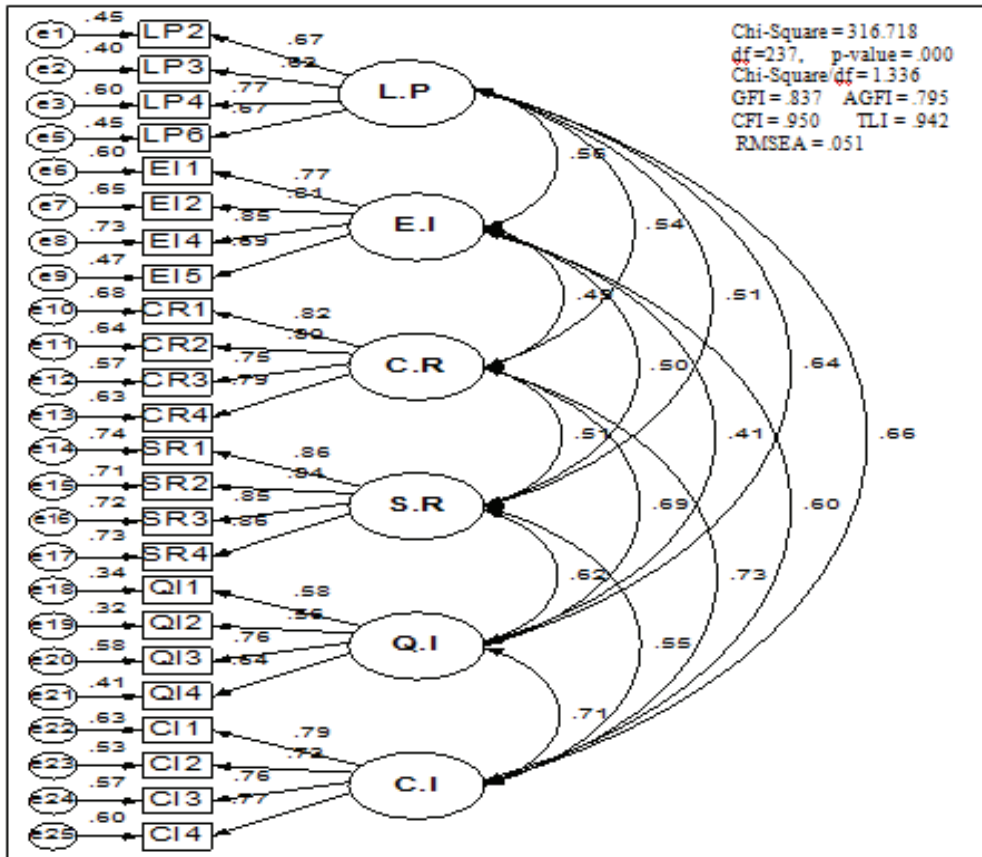 Chi-Square = 316.718
df =237, p-value = .000
Chi-Square/df = 1.336
GFI = .837 AGFI = .795
CFI = .950 TLI = .942
RMSEA = .051
e1 .45 LP2 .67
e2 .40 LP3
e3 .60 LP4 .77
e5 .45 LP6 .67
L.P
e6 .60 EI1 .77
e7 .65 EI2 .81
e8 .73 EI4 .85
e9 .47 EI5 .69
E.I
e10 .68 CR1 .82
e11 .64 CR2
e12 .57 CR3 .75
e13 .63 CR4 .79
C.R
e14 .74 SR1 .86
e15 .71 SR2
e16 .72 SR3 .85
e17 .73 SR4 .86
S.R
e18 .34 QI1 .58
e19 .32 QI2 .56
e20 .58 QI3 .76
e21 .41 QI4 .64
Q.I
e22 .63 CI1 .79
e23 .53 CI2 .73
e24 .57 CI3 .76
e25 .60 CI4 .77
C.I
.54
.51
.64
.66
.50
.41
.60
.51
.69
.73
.62
.55
.71